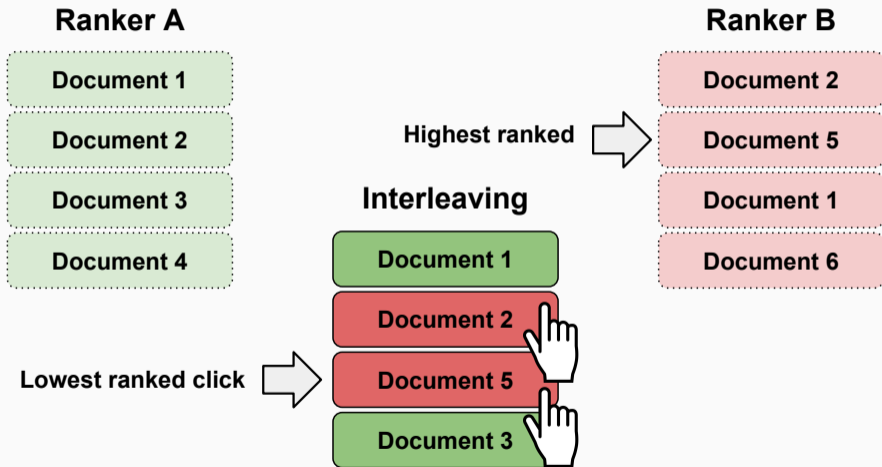 Ranker A
Document 1
Document 2
Document 3
Document 4
Ranker B
Document 2
Document 5
Document 1
Document 6
Highest ranked
Interleaving
Document 1
Document 2
Document 5
Document 3
Lowest ranked click